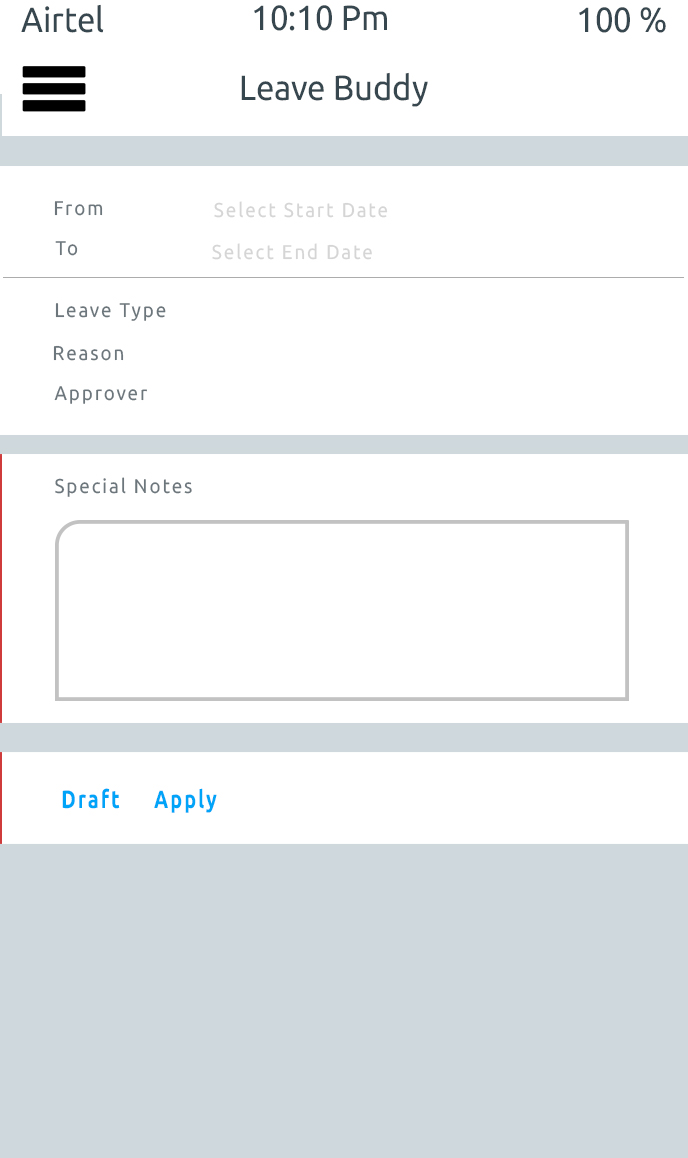 Airtel 10:10 Pm 100 %
Leave Buddy
From Select Start Date
To Select End Date
Leave Type
Reason
Approver
Special Notes
Draft Apply